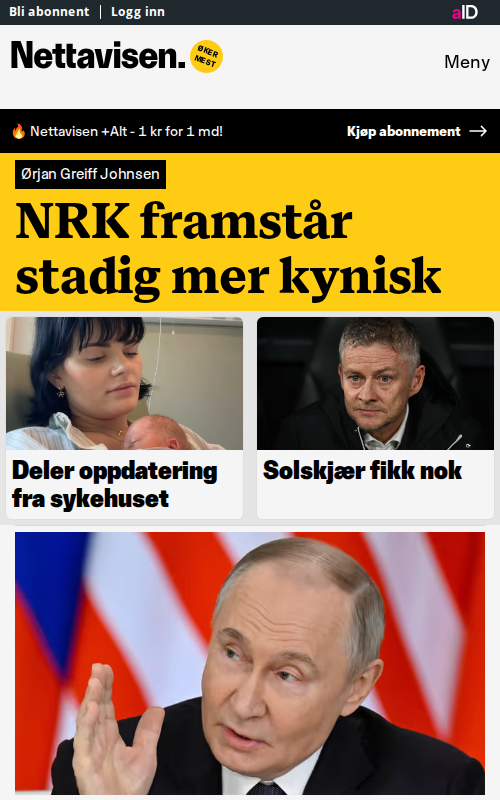 Bli abonnent
Logg inn
aID
Nettavisen.
ØKER
MEST
Meny
🔥 Nettavisen +Alt - 1 kr for 1 md!
Kjøp abonnement →
Ørjan Greiff Johnsen
NRK framstår
stadig mer kynisk
Deler oppdatering
fra sykehuset
Solskjær fikk nok